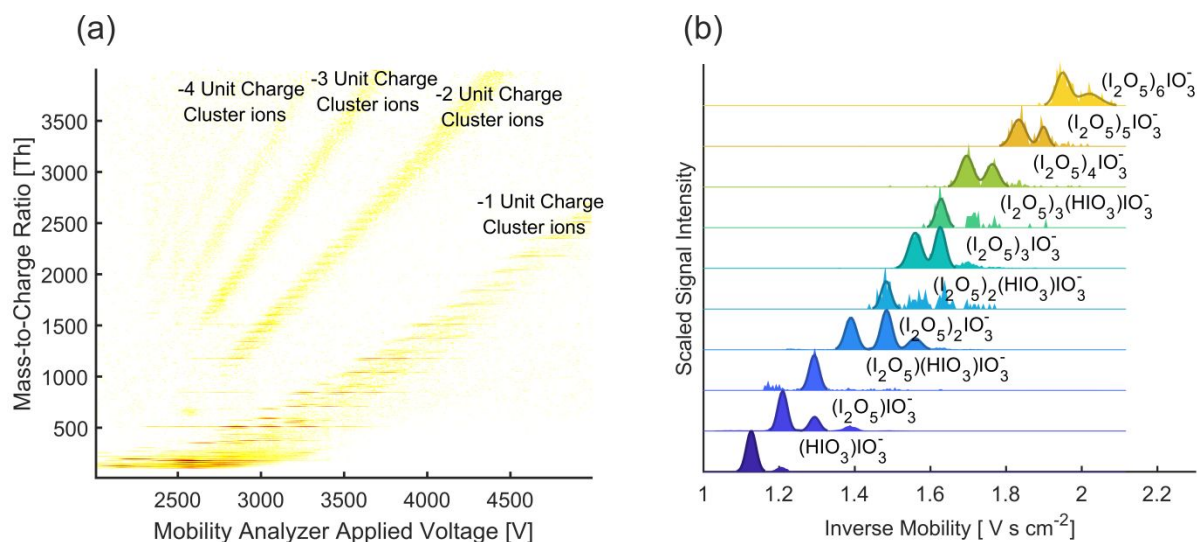 (a)
-4 Unit Charge
Cluster ions
-3 Unit Charge
Cluster ions
-2 Unit Charge
Cluster ions
-1 Unit Charge
Cluster ions
3500
3000
2500
2000
1500
1000
500
Mass-to-Charge Ratio [Th]
2500 3000 3500 4000 4500
Mobility Analyzer Applied Voltage [V]
(b)
Scaled Signal Intensity
(I₂O₅)₆IO₃⁻
(I₂O₅)₅IO₃⁻
(I₂O₅)₄IO₃⁻
(I₂O₅)₃(HIO₃)IO₃⁻
(I₂O₅)₃IO₃⁻
(I₂O₅)₂(HIO₃)IO₃⁻
(I₂O₅)₂IO₃⁻
(I₂O₅)(HIO₃)IO₃⁻
(I₂O₅)IO₃⁻
(HIO₃)IO₃⁻
1 1.2 1.4 1.6 1.8 2 2.2
Inverse Mobility [ V s cm⁻²]